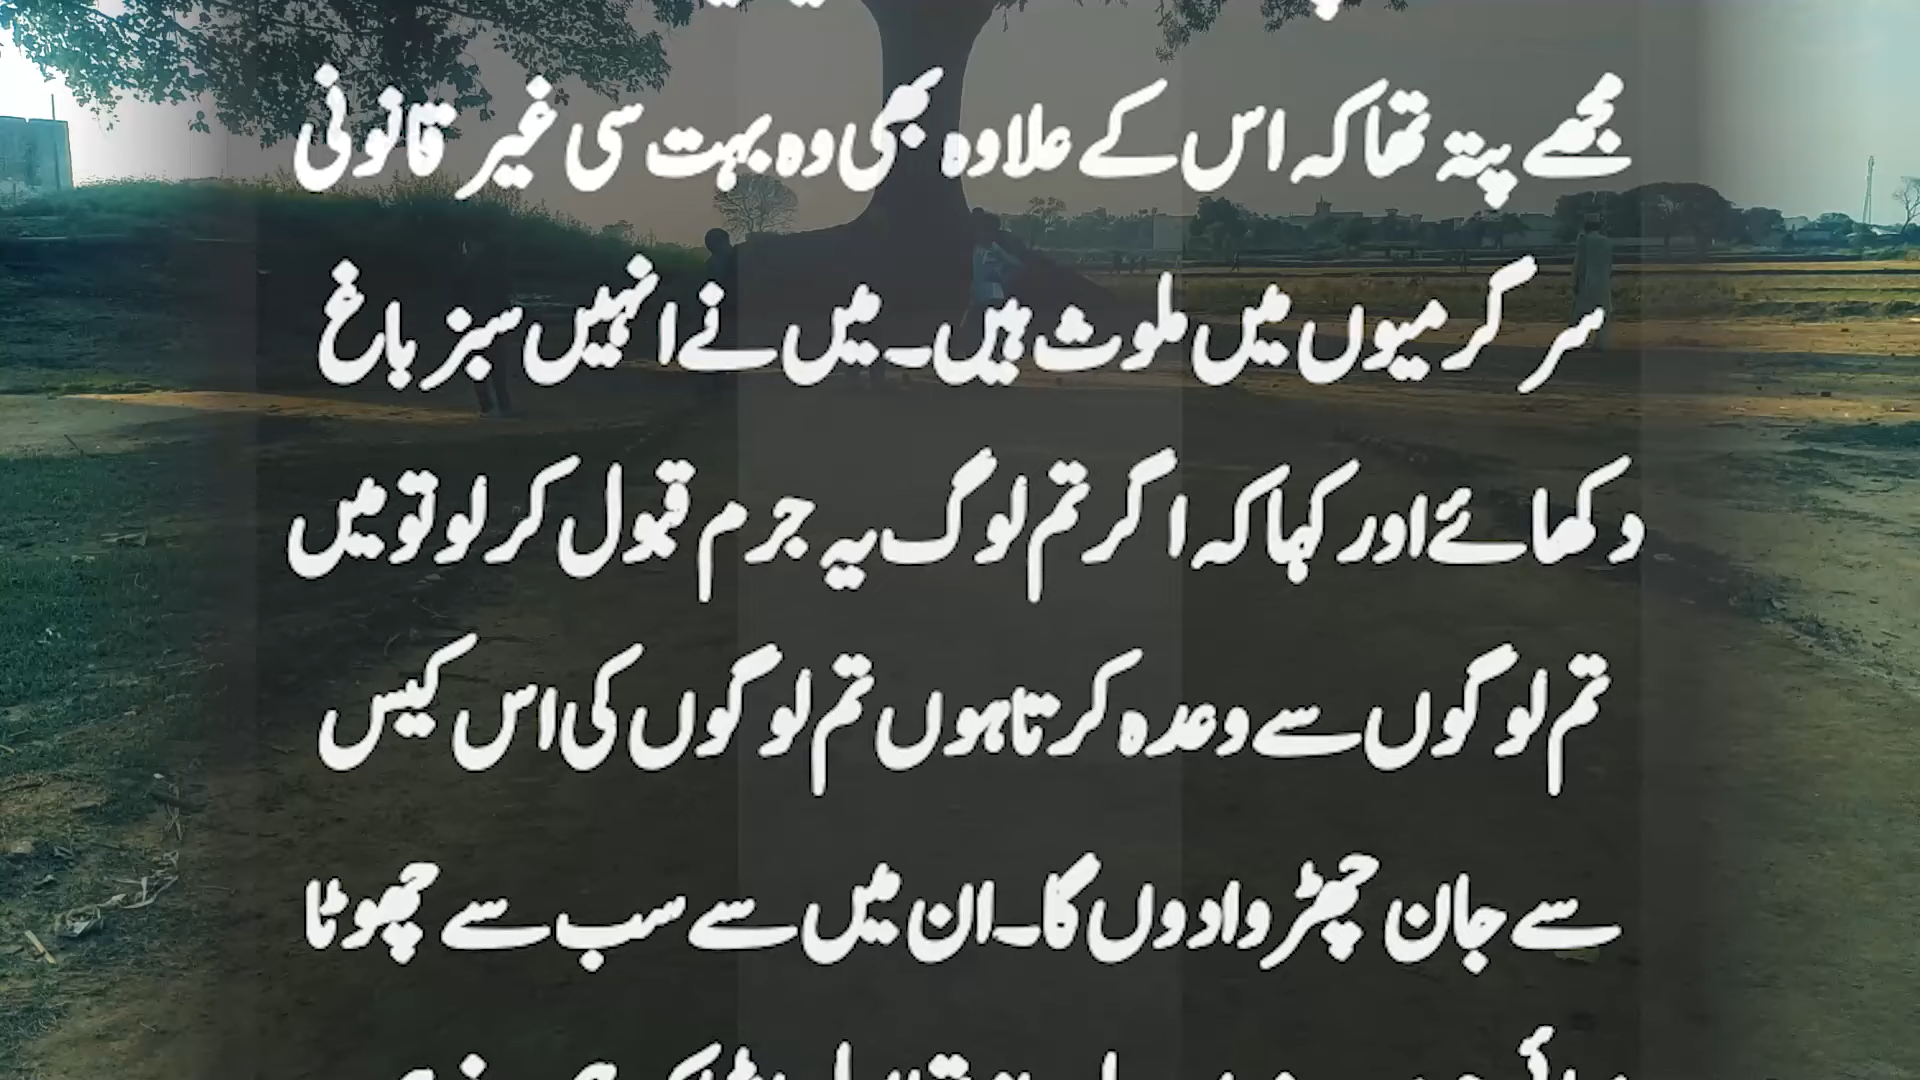 مجھے پتہ تھا کہ اس کے علاوہ بھی وہ بہت سی غیر قانونی
سرگرمیوں میں ملوث ہیں۔ میں نے انہیں سبز باغ
دکھائے اور کہا کہ اگر تم لوگ یہ جرم قبول کر لو تو میں
تم لوگوں سے وعدہ کرتا ہوں تم لوگوں کی اس کیس
سے جان چھڑوا دوں گا۔ ان میں سے سب سے چھوٹا